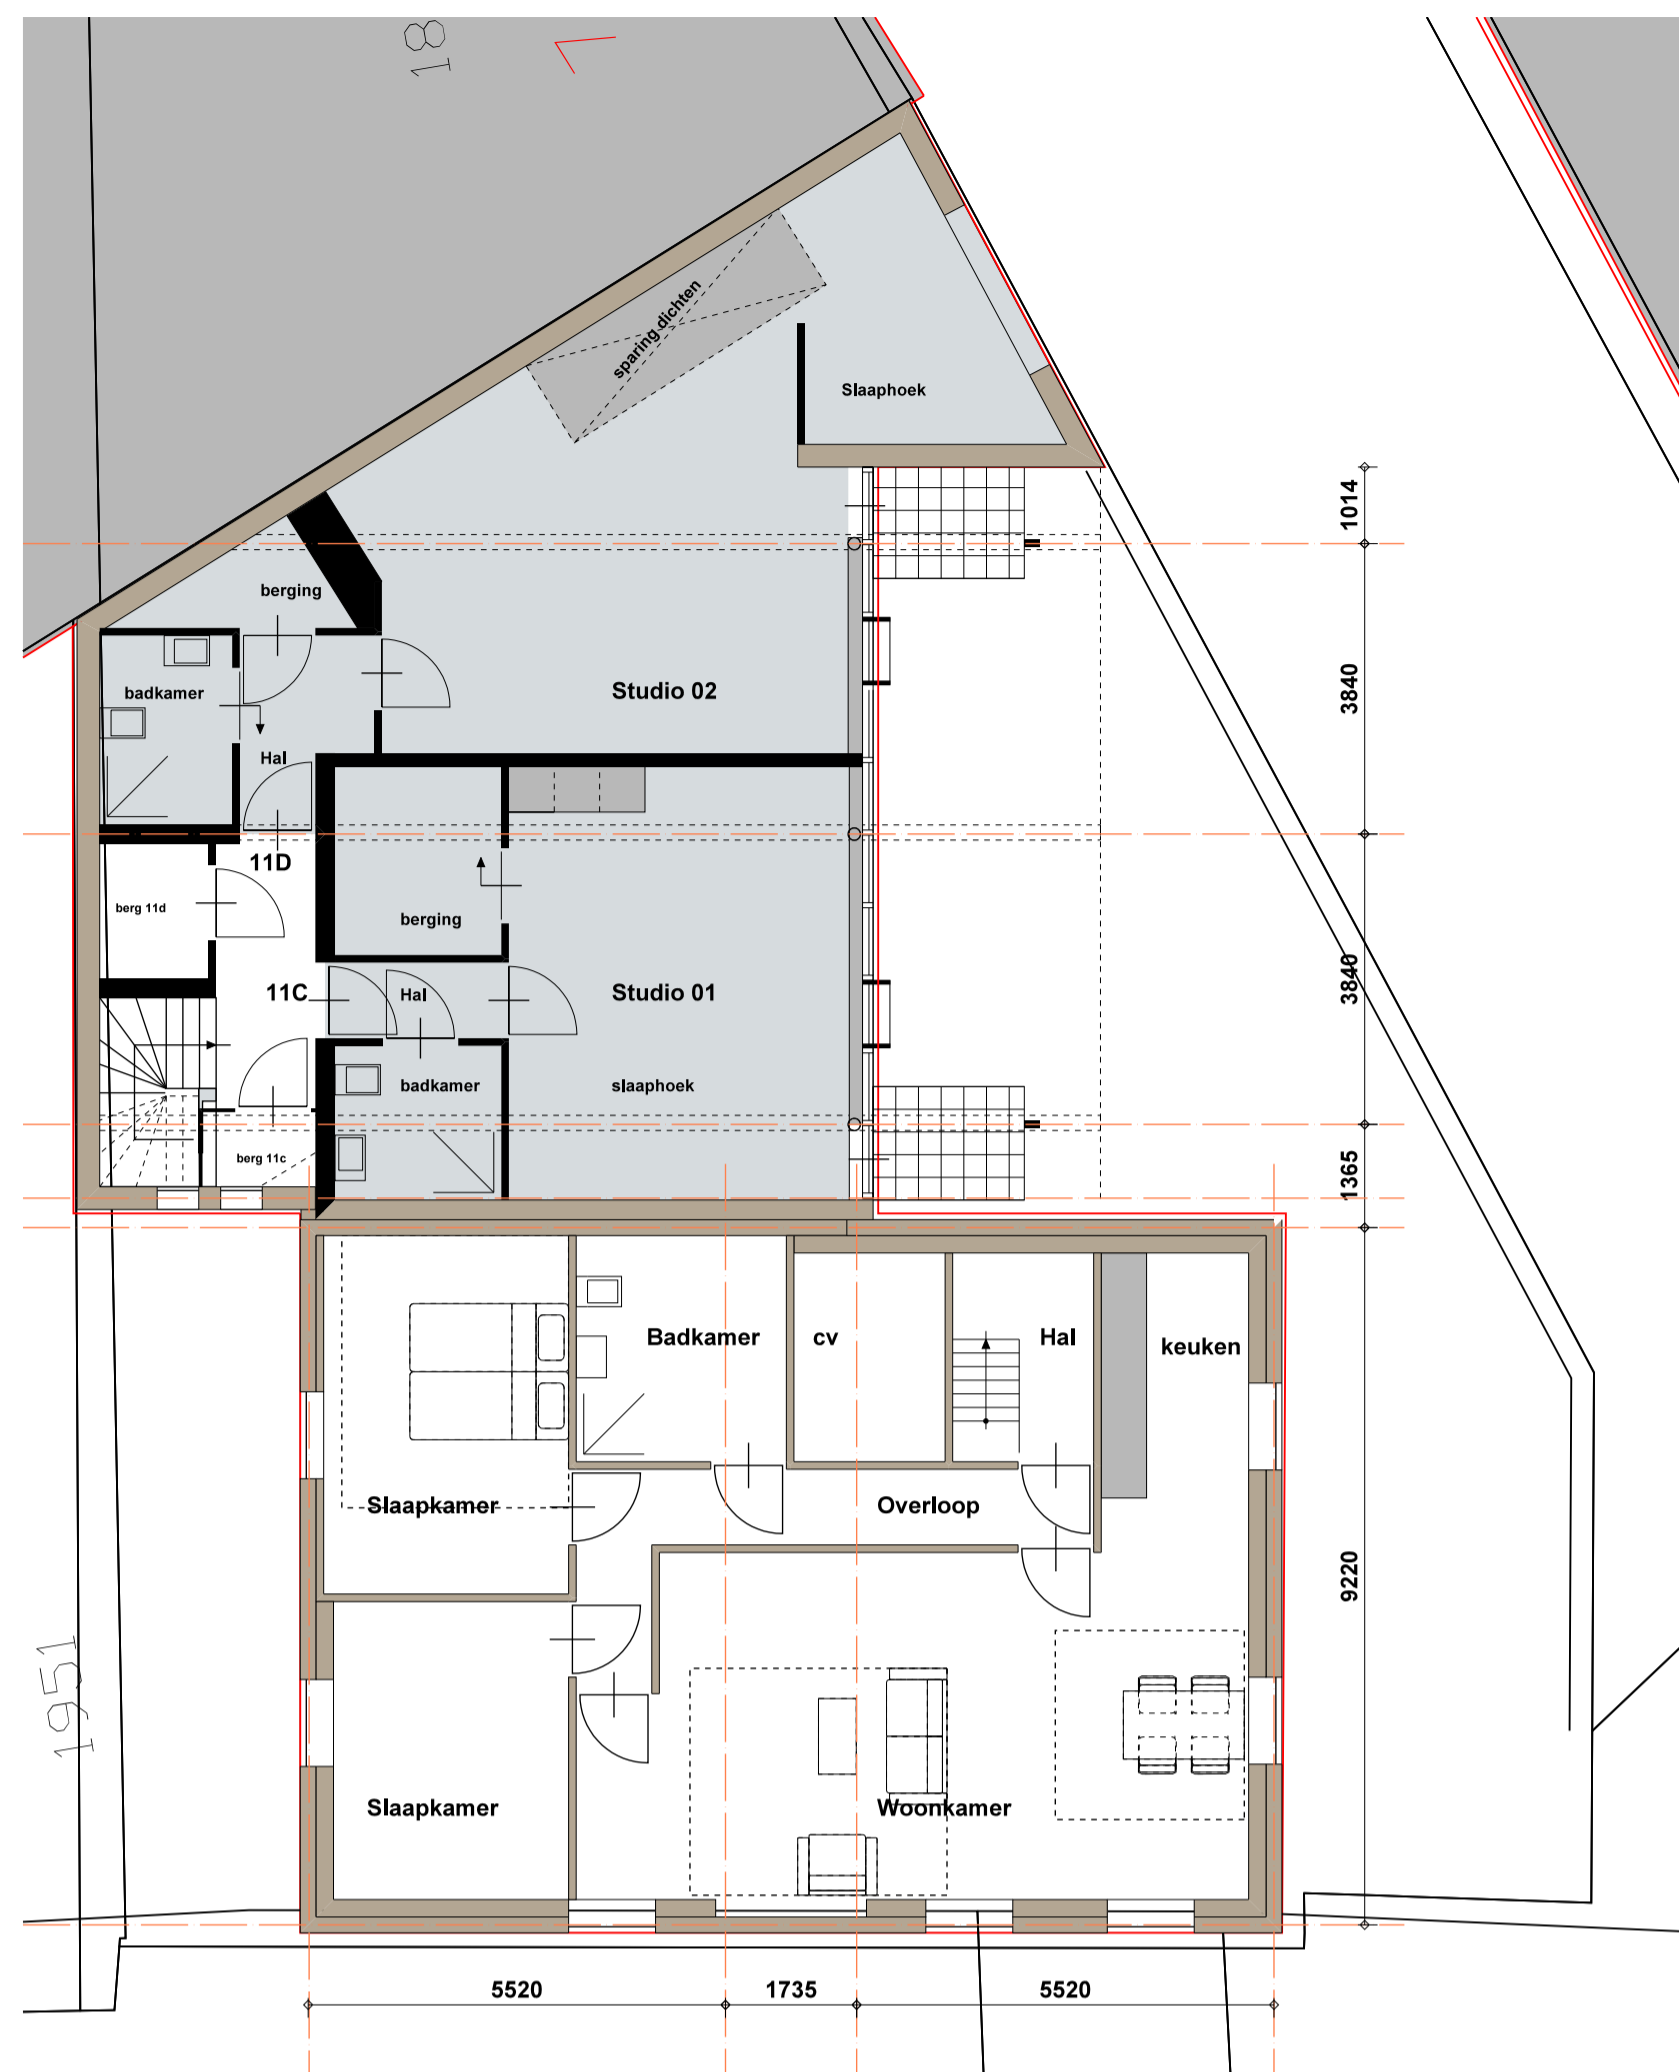 18
sparing dichten
Slaaphoek
1014
berging
3840
badkamer
Studio 02
Hal
11D
berg 11d
berging
11C
Hal
Studio 01
3840
badkamer
slaaphoek
berg 11c
1365
Badkamer
cv
Hal
keuken
Slaapkamer
Overloop
9220
1951
Slaapkamer
Woonkamer
5520
1735
5520